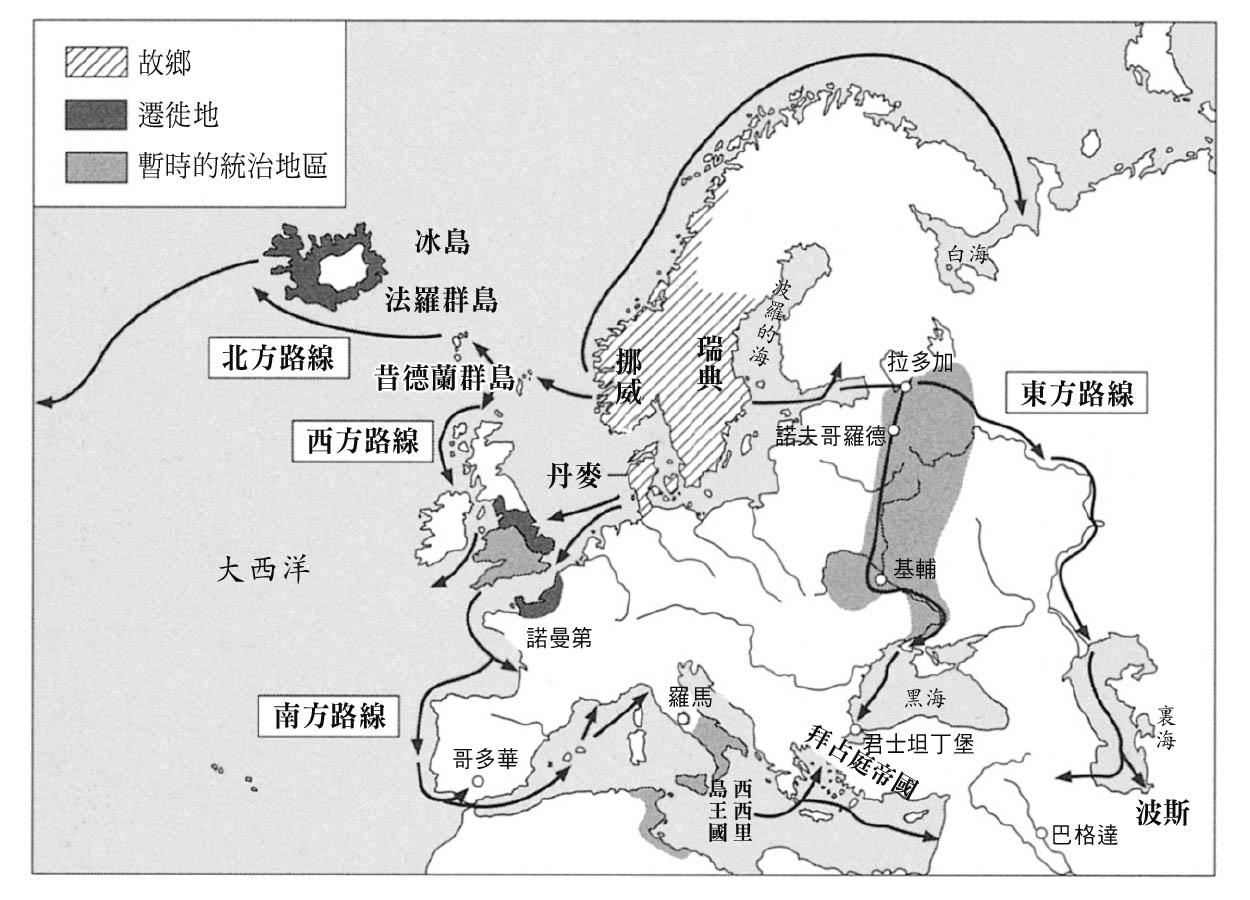 故鄉
遷徙地
暫時的統治地區
冰島
法羅群島
北方路線
昔德蘭群島
西方路線
挪威
瑞典
波羅的海
白海
拉多加
東方路線
諾夫哥羅德
丹麥
大西洋
基輔
諾曼第
南方路線
羅馬
黑海
裏海
君士坦丁堡
拜占庭帝國
哥多華
西西里
島王國
波斯
巴格達